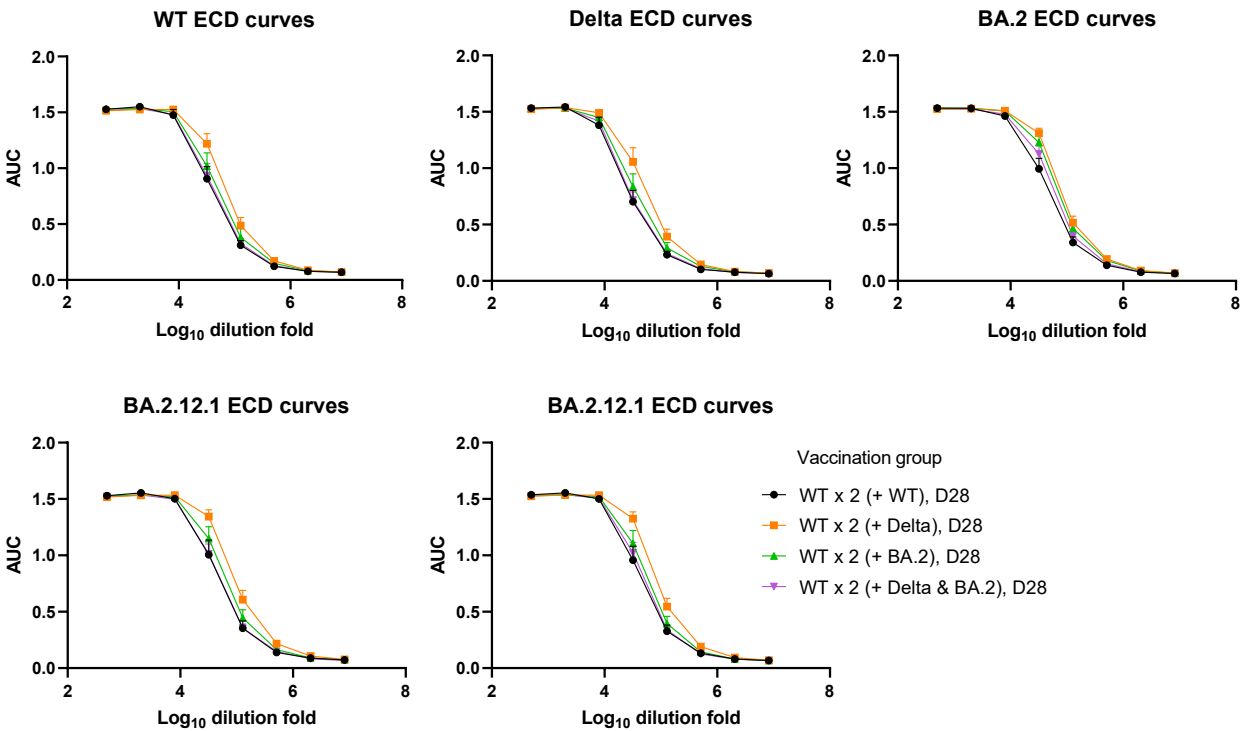 WT ECD curves
AUC
2.0
1.5
1.0
0.5
0.0
2 4 6 8
Log10 dilution fold
Delta ECD curves
AUC
2.0
1.5
1.0
0.5
0.0
2 4 6 8
Log10 dilution fold
BA.2 ECD curves
AUC
2.0
1.5
1.0
0.5
0.0
2 4 6 8
Log10 dilution fold
BA.2.12.1 ECD curves
AUC
2.0
1.5
1.0
0.5
0.0
2 4 6 8
Log10 dilution fold
BA.2.12.1 ECD curves
AUC
2.0
1.5
1.0
0.5
0.0
2 4 6 8
Log10 dilution fold
Vaccination group
WT x 2 (+ WT), D28
WT x 2 (+ Delta), D28
WT x 2 (+ BA.2), D28
WT x 2 (+ Delta & BA.2), D28